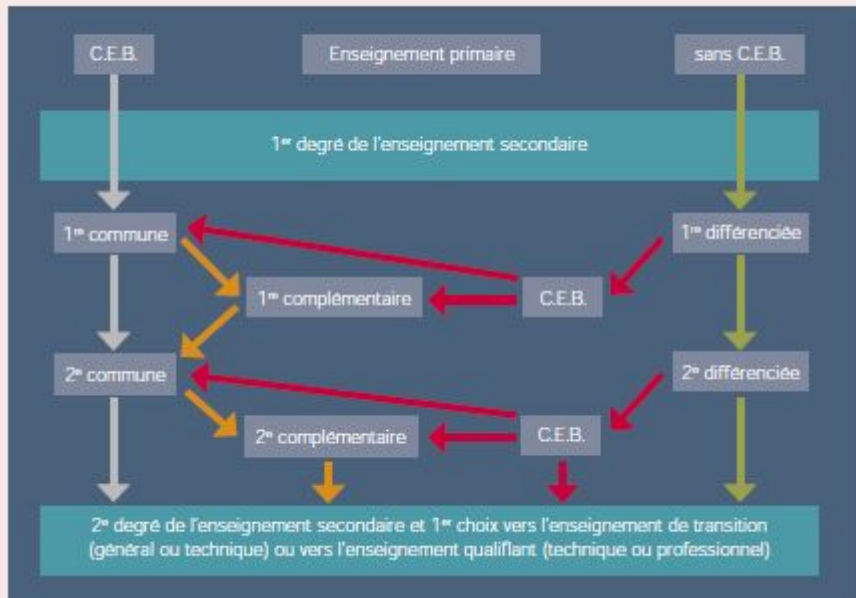 C.E.B.
Enseignement primaire
sans C.E.B.
1er degré de l'enseignement secondaire
1re commune
1re différenciée
1re complémentaire
C.E.B.
2e commune
2e différenciée
2e complémentaire
C.E.B.
2e degré de l'enseignement secondaire et 1er choix vers l'enseignement de transition
(général ou technique) ou vers l'enseignement qualifiant (technique ou professionnel)